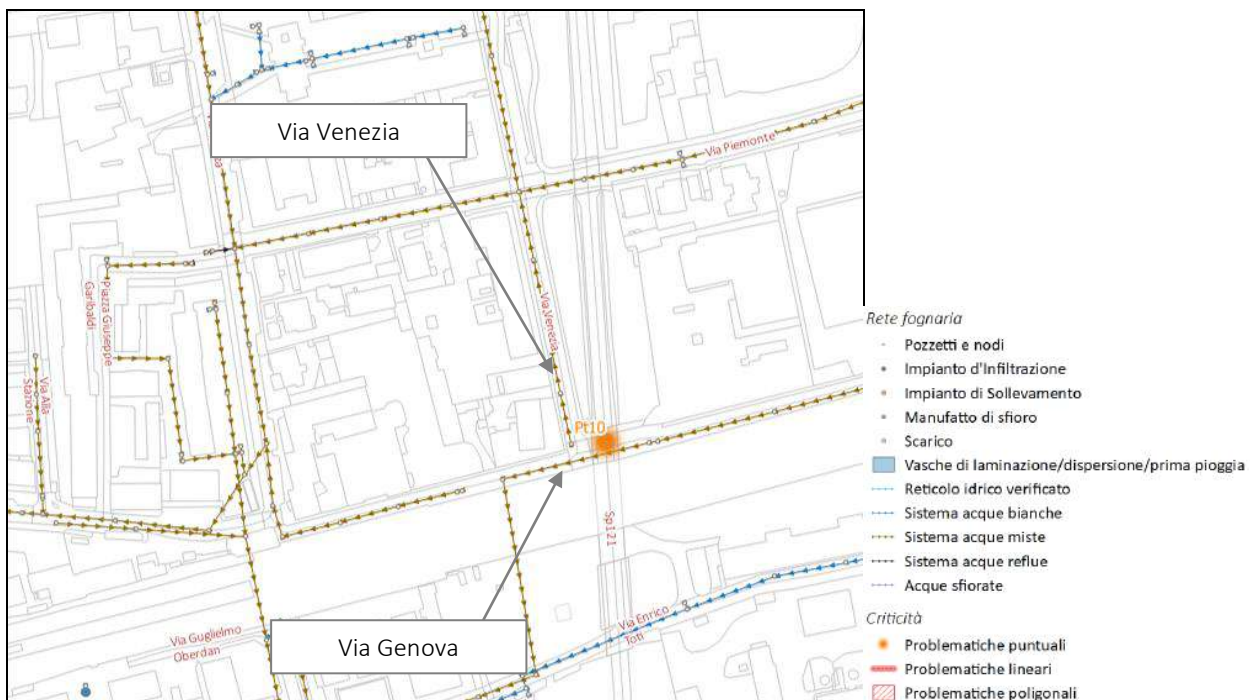 Via Venezia
Via Piemonte
Piazza Giuseppe
Garibaldi
Via Venezia
Via Alla
Stazione
Pt10
Sp121
Via Enrico
Toti
Via Guglielmo
Oberdan
Via Genova
Rete fognaria
Pozzetti e nodi
Impianto d'Infiltrazione
Impianto di Sollevamento
Manufatto di sfioro
Scarico
Vasche di laminazione/dispersione/prima pioggia
Reticolo idrico verificato
Sistema acque bianche
Sistema acque miste
Sistema acque reflue
Acque sfiorate
Criticità
Problematiche puntuali
Problematiche lineari
Problematiche poligonali